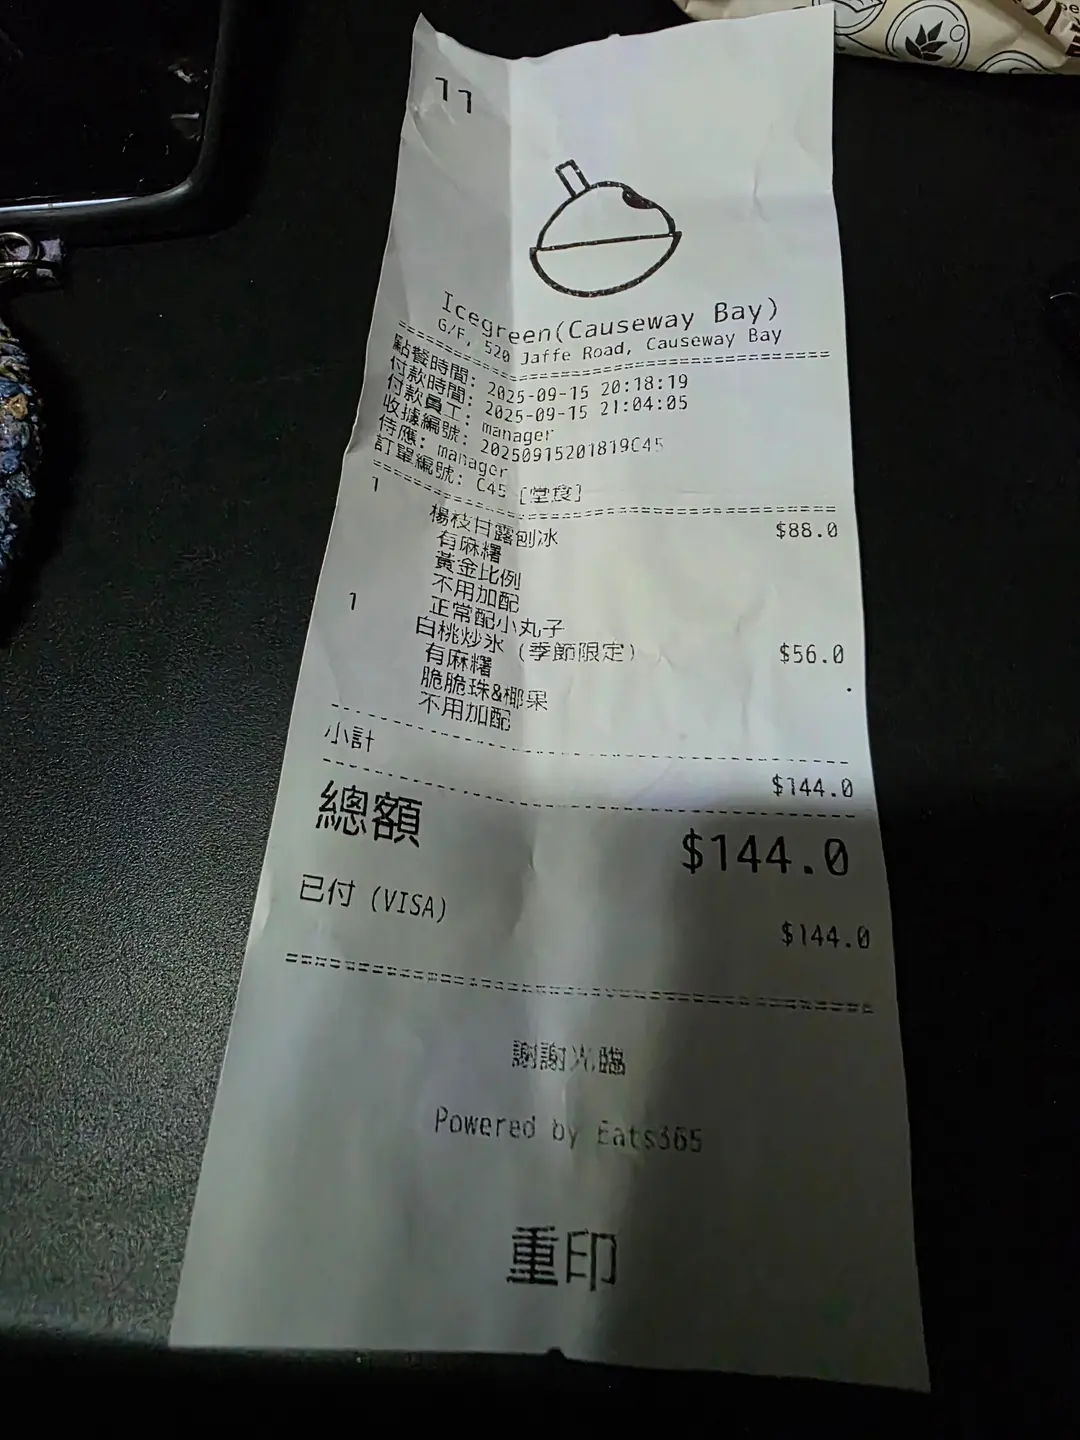 11
Icegreen(Causeway Bay)
G/F, 520 Jaffe Road, Causeway Bay
點餐時間: 2025-09-15 20:18:19
付款時間: 2025-09-15 21:04:05
付款員工: manager
收據編號: 20250915201819C45
侍應: manager
訂單編號: C45 [堂食]
1 楊枝甘露刨冰 $88.0
有麻糬
黃金比例
不用加配
正常配小丸子
1 白桃炒氷 (季節限定) $56.0
有麻糬
脆脆珠&椰果
不用加配
小計 $144.0
總額 $144.0
已付 (VISA) $144.0
謝謝光臨
Powered by Eats365
重印